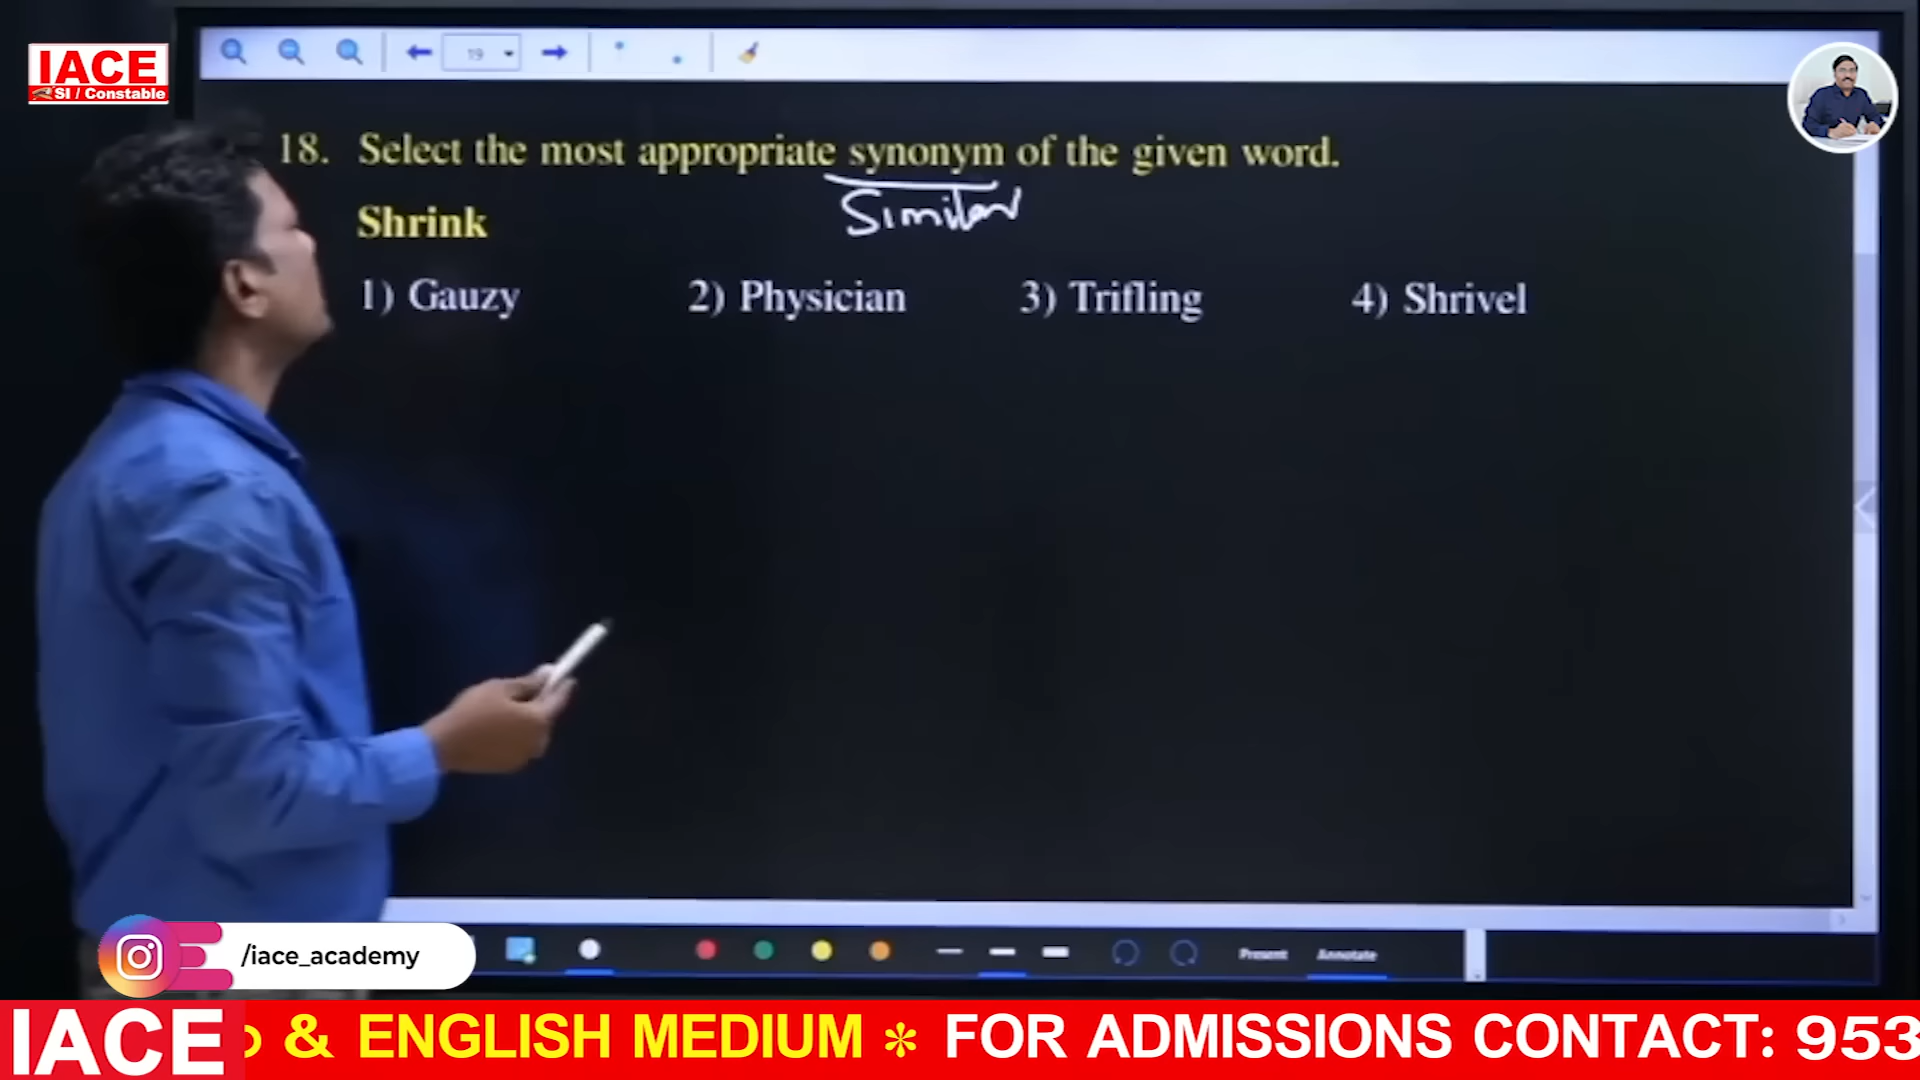 IACE
SI / Constable
19
18. Select the most appropriate synonym of the given word.
Similar
Shrink
1) Gauzy 2) Physician 3) Trifling 4) Shrivel
Present Annotate
/iace_academy
IACE & ENGLISH MEDIUM * FOR ADMISSIONS CONTACT: 953